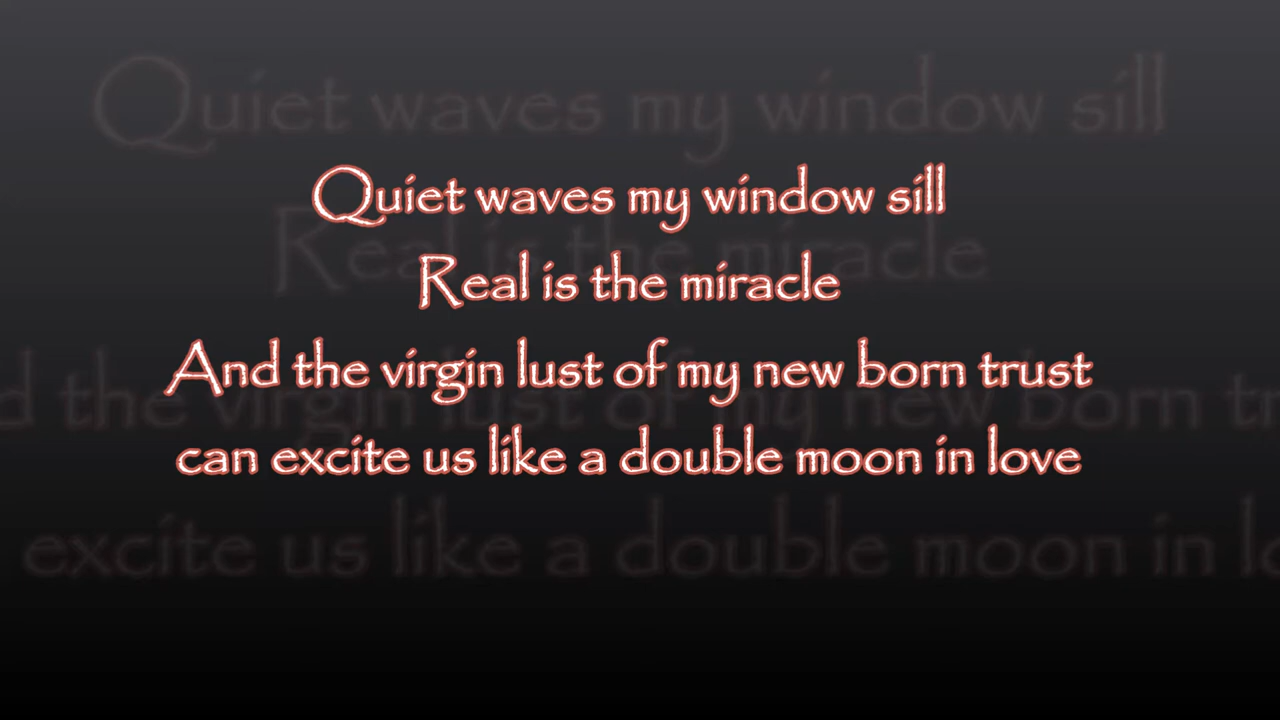 Quiet waves my window sill
Real is the miracle
And the virgin lust of my new born trust
can excite us like a double moon in love